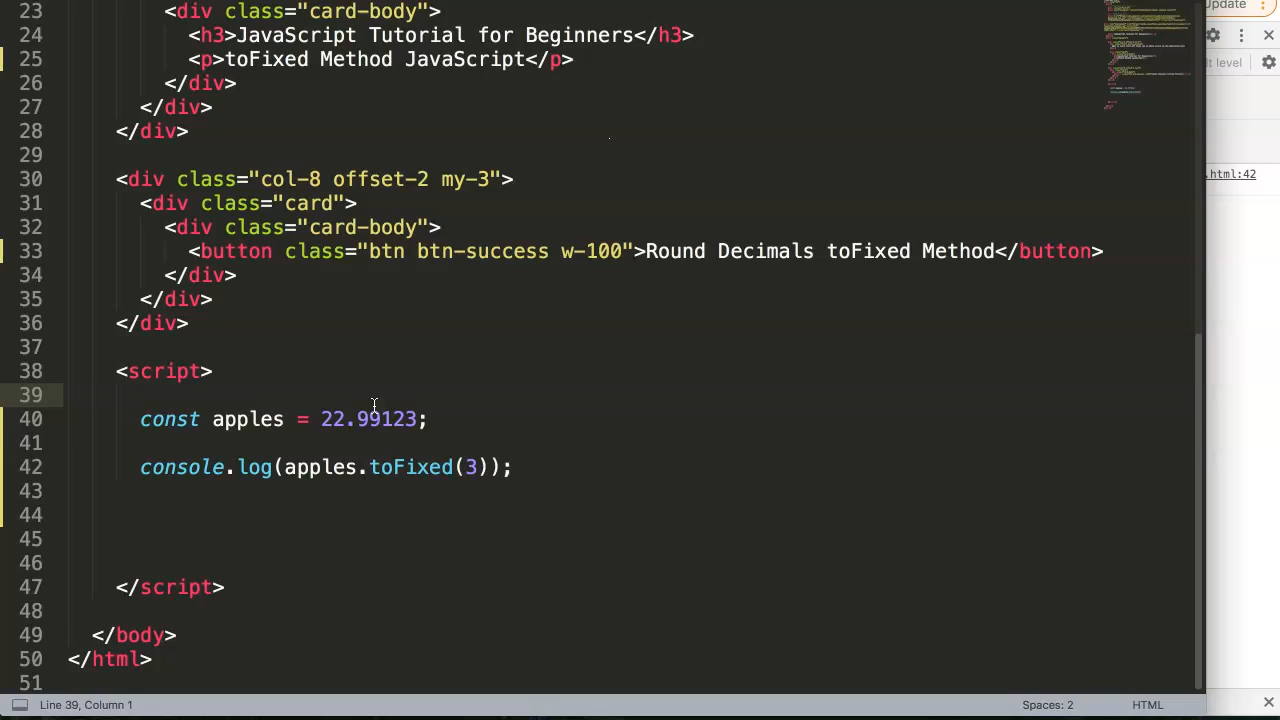 Update
23 <div class="card-body">
24 <h3>JavaScript Tutorial for Beginners</h3>
25 <p>toFixed Method JavaScript</p>
26 </div>
lt level
27 </div>
28 </div>
29
30 <div class="col-8 offset-2 my-3">
.html:42
31 <div class="card">
32 <div class="card-body">
33 <button class="btn btn-success w-100">Round Decimals toFixed Method</button>
34 </div>
35 </div>
36 </div>
37
38 <script>
39
40 const apples = 22.99123;
41
42 console.log(apples.toFixed(3));
43
44
45
46
47 </script>
48
49 </body>
50 </html>
51
Line 39, Column 1
Spaces: 2
HTML